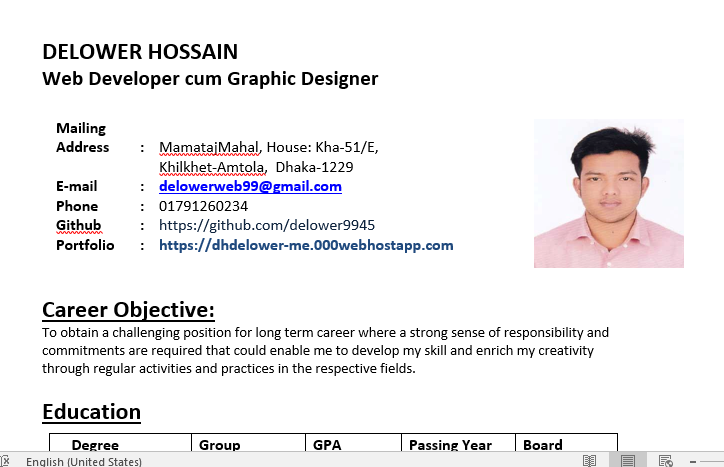 DELOWER HOSSAIN
Web Developer cum Graphic Designer
Mailing
Address : MamatajMahal, House: Kha-51/E,
Khilkhet-Amtola, Dhaka-1229
E-mail : delowerweb99@gmail.com
Phone : 01791260234
Github : https://github.com/delower9945
Portfolio : https://dhdelower-me.000webhostapp.com
Career Objective:
To obtain a challenging position for long term career where a strong sense of responsibility and
commitments are required that could enable me to develop my skill and enrich my creativity
through regular activities and practices in the respective fields.
Education
Degree Group GPA Passing Year Board
English (United States)